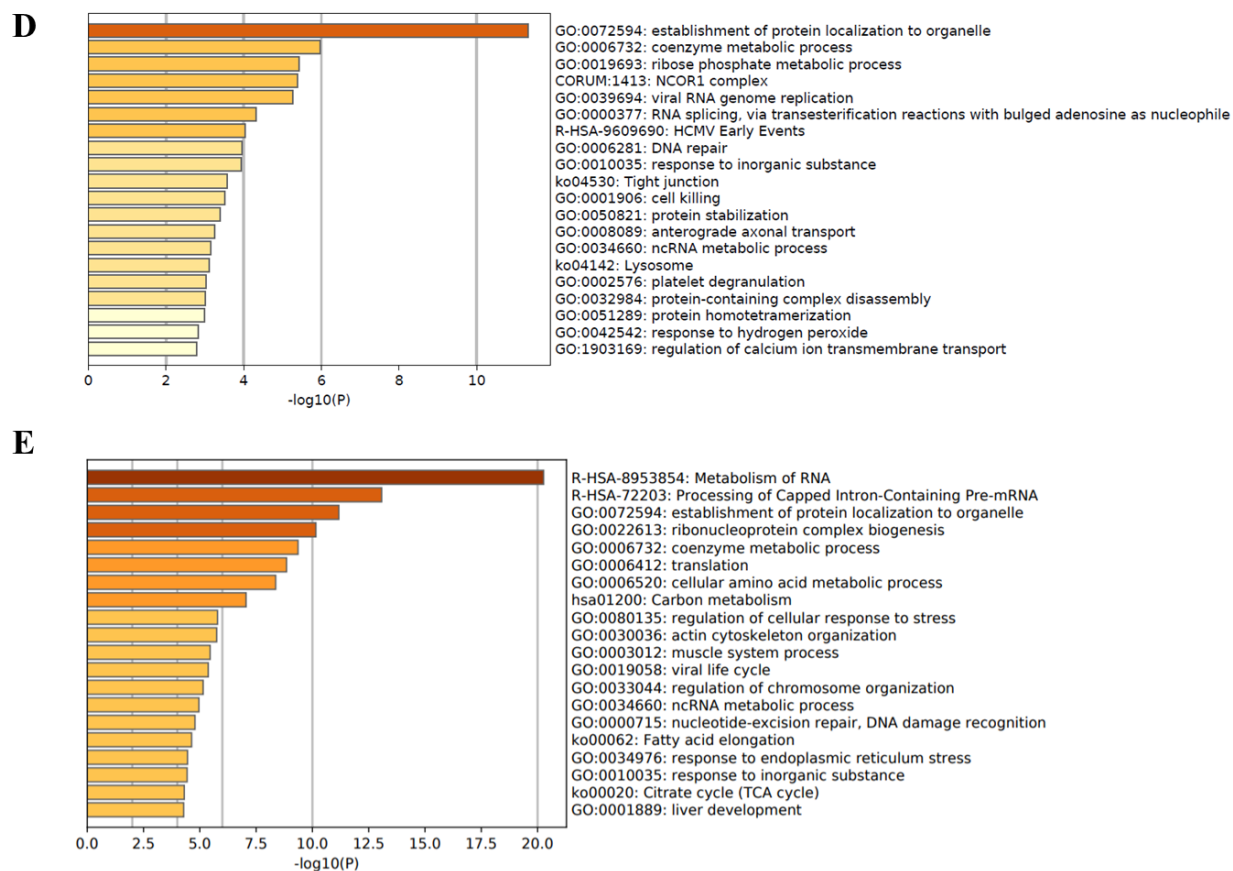 D
GO:0072594: establishment of protein localization to organelle
GO:0006732: coenzyme metabolic process
GO:0019693: ribose phosphate metabolic process
CORUM:1413: NCOR1 complex
GO:0039694: viral RNA genome replication
GO:0000377: RNA splicing, via transesterification reactions with bulged adenosine as nucleophile
R-HSA-9609690: HCMV Early Events
GO:0006281: DNA repair
GO:0010035: response to inorganic substance
ko04530: Tight junction
GO:0001906: cell killing
GO:0050821: protein stabilization
GO:0008089: anterograde axonal transport
GO:0034660: ncRNA metabolic process
ko04142: Lysosome
GO:0002576: platelet degranulation
GO:0032984: protein-containing complex disassembly
GO:0051289: protein homotetramerization
GO:0042542: response to hydrogen peroxide
GO:1903169: regulation of calcium ion transmembrane transport
0 2 4 6 8 10
-log10(P)
E
R-HSA-8953854: Metabolism of RNA
R-HSA-72203: Processing of Capped Intron-Containing Pre-mRNA
GO:0072594: establishment of protein localization to organelle
GO:0022613: ribonucleoprotein complex biogenesis
GO:0006732: coenzyme metabolic process
GO:0006412: translation
GO:0006520: cellular amino acid metabolic process
hsa01200: Carbon metabolism
GO:0080135: regulation of cellular response to stress
GO:0030036: actin cytoskeleton organization
GO:0003012: muscle system process
GO:0019058: viral life cycle
GO:0033044: regulation of chromosome organization
GO:0034660: ncRNA metabolic process
GO:0000715: nucleotide-excision repair, DNA damage recognition
ko00062: Fatty acid elongation
GO:0034976: response to endoplasmic reticulum stress
GO:0010035: response to inorganic substance
ko00020: Citrate cycle (TCA cycle)
GO:0001889: liver development
0.0 2.5 5.0 7.5 10.0 12.5 15.0 17.5 20.0
-log10(P)